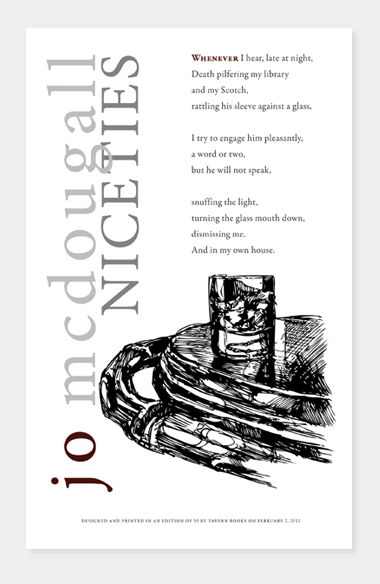 jo mcdougall
NICETIES
WHENEVER I hear, late at night,
Death pilfering my library
and my Scotch,
rattling his sleeve against a glass,
I try to engage him pleasantly,
a word or two,
but he will not speak,
snuffing the light,
turning the glass mouth down,
dismissing me.
And in my own house.
DESIGNED AND PRINTED IN AN EDITION OF 50 BY TAVERN BOOKS ON FEBRUARY 2, 2011